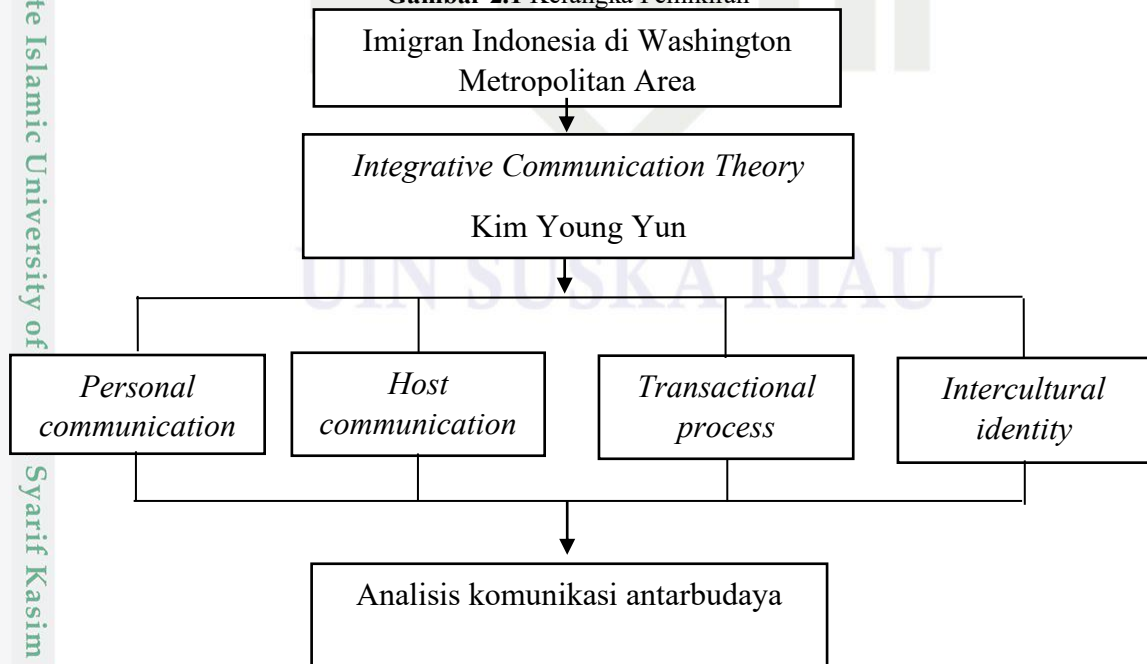 Gambar 2.1 Kerangka Pemikiran
Imigran Indonesia di Washington
Metropolitan Area
Integrative Communication Theory
Kim Young Yun
UIN SUSKA RIAU
Personal
communication
Host
communication
Transactional
process
Intercultural
identity
Analisis komunikasi antarbudaya
Islamic University of
Syarif Kasim